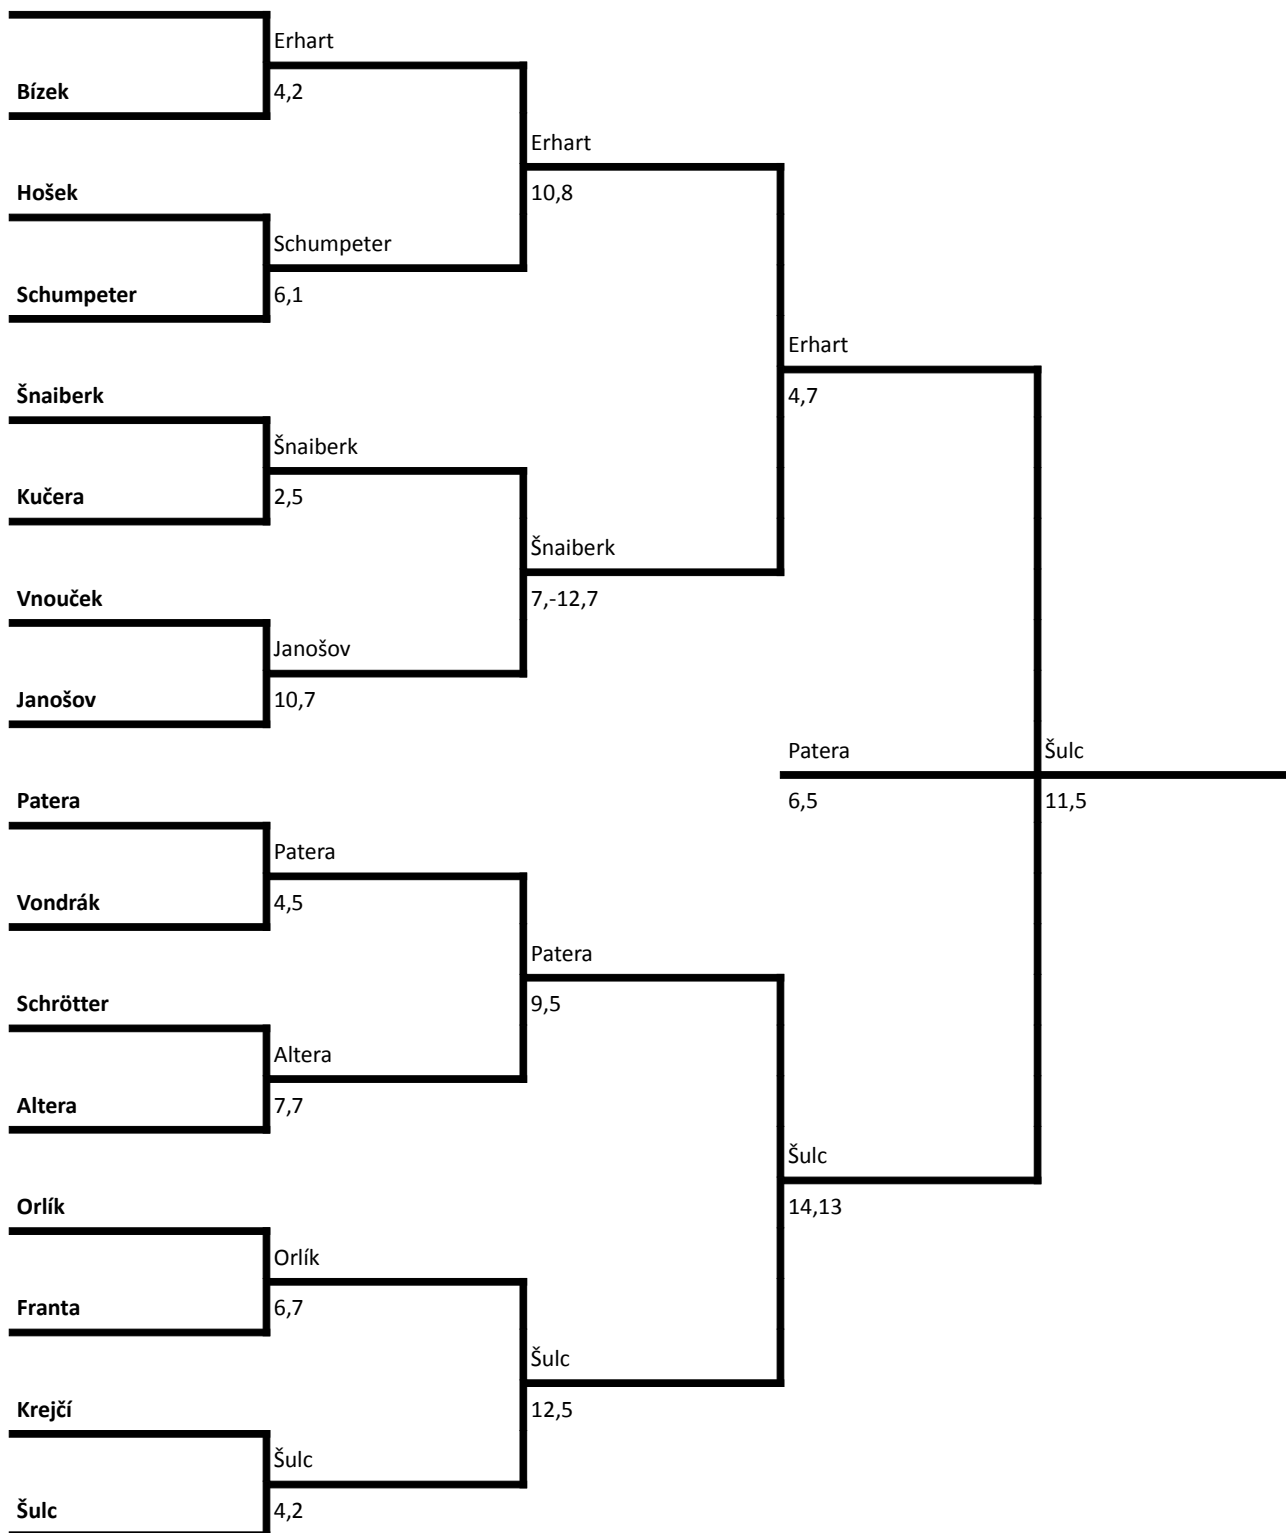 Erhart
Bízek
4,2
Erhart
Hošek
10,8
Schumpeter
Schumpeter
6,1
Erhart
Šnaiberk
4,7
Šnaiberk
Kučera
2,5
Šnaiberk
Vnouček
7,-12,7
Janošov
Janošov
10,7
Patera
Šulc
Patera
6,5
11,5
Patera
Vondrák
4,5
Patera
Schrötter
9,5
Altera
Altera
7,7
Šulc
Orlík
14,13
Orlík
Franta
6,7
Šulc
Krejčí
12,5
Šulc
Šulc
4,2